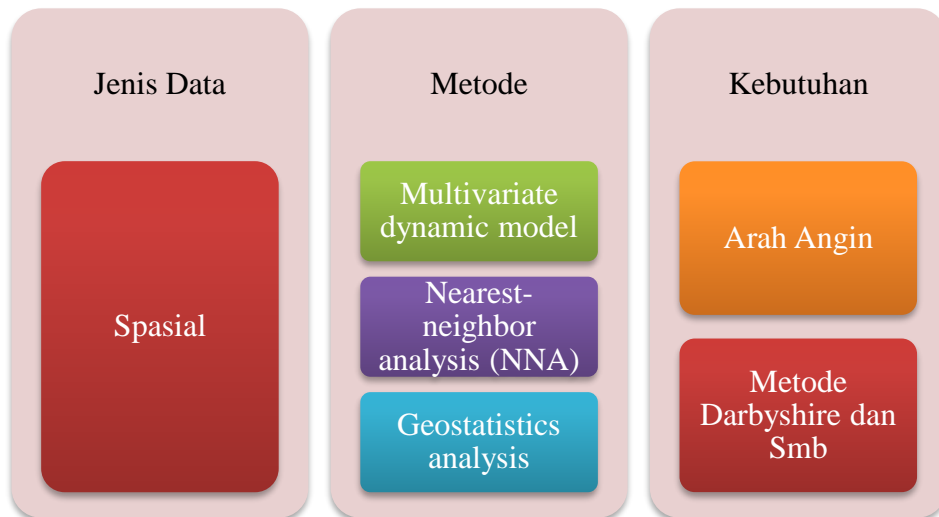 Jenis Data
Spasial
Metode
Multivariate
dynamic model
Nearest-
neighbor
analysis (NNA)
Geostatistics
analysis
Kebutuhan
Arah Angin
Metode
Darbyshire dan
Smb